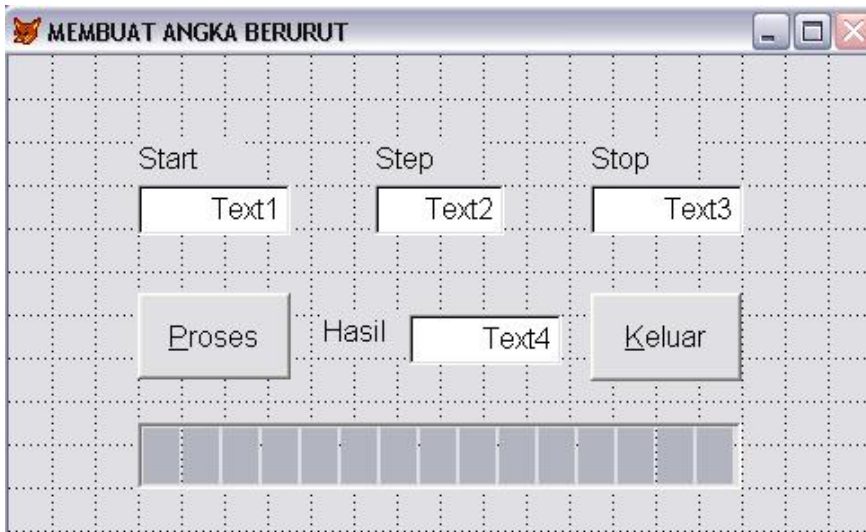 MEMBUAT ANGKA BERURUT
Start Step Stop
Text1 Text2 Text3
Proses Hasil Text4 Keluar